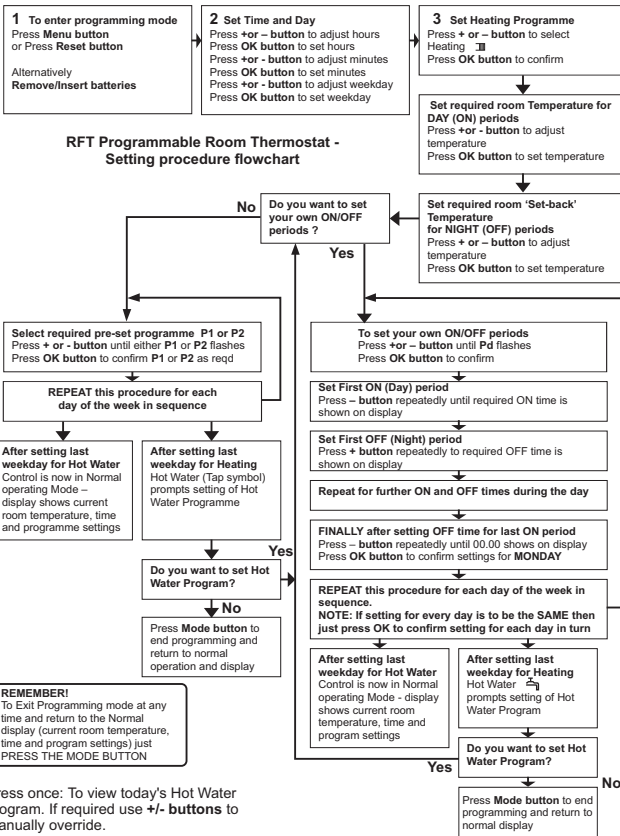 1 To enter programming mode
Press Menu button
or Press Reset button
Alternatively
Remove/Insert batteries
2 Set Time and Day
Press +or – button to adjust hours
Press OK button to set hours
Press +or - button to adjust minutes
Press OK button to set minutes
Press +or - button to adjust weekday
Press OK button to set weekday
3 Set Heating Programme
Press + or – button to select
Heating
Press OK button to confirm
Set required room Temperature for
DAY (ON) periods
Press +or - button to adjust
temperature
Press OK button to set temperature
RFT Programmable Room Thermostat -
Setting procedure flowchart
Set required room 'Set-back'
Temperature
for NIGHT (OFF) periods
Press + or – button to adjust
temperature
Press OK button to set temperature
No
Do you want to set
your own ON/OFF
periods ?
Yes
Select required pre-set programme P1 or P2
Press + or - button until either P1 or P2 flashes
Press OK button to confirm P1 or P2 as reqd
REPEAT this procedure for each
day of the week in sequence
After setting last
weekday for Hot Water
Control is now in Normal
operating Mode –
display shows current
room temperature, time
and programme settings
After setting last
weekday for Heating
Hot Water (Tap symbol)
prompts setting of Hot
Water Programme
Yes
Do you want to set Hot
Water Program?
No
Press Mode button to
end programming and
return to normal
operation and display
To set your own ON/OFF periods
Press +or– button until Pd flashes
Press OK button to confirm
Set First ON (Day) period
Press – button repeatedly until required ON time is
shown on display
Set First OFF (Night) period
Press + button repeatedly to required OFF time is
shown on display
Repeat for further ON and OFF times during the day
FINALLY after setting OFF time for last ON period
Press – button repeatedly until 00.00 shows on display
Press OK button to confirm settings for MONDAY
REPEAT this procedure for each day of the week in
sequence.
NOTE: If setting for every day is to be the SAME then
just press OK to confirm setting for each day in turn
After setting last
weekday for Hot Water
Control is now in Normal
operating Mode - display
shows current room
temperature, time and
program settings
After setting last
weekday for Heating
Hot Water
prompts setting of Hot
Water Program
Yes
Do you want to set Hot
Water Program?
No
Press Mode button to end
programming and return to
normal display
REMEMBER!
To Exit Programming mode at any
time and return to the Normal
display (current room temperature,
time and program settings) just
PRESS THE MODE BUTTON
ress once: To view today's Hot Water
ogram. If required use +/- buttons to
anually override.